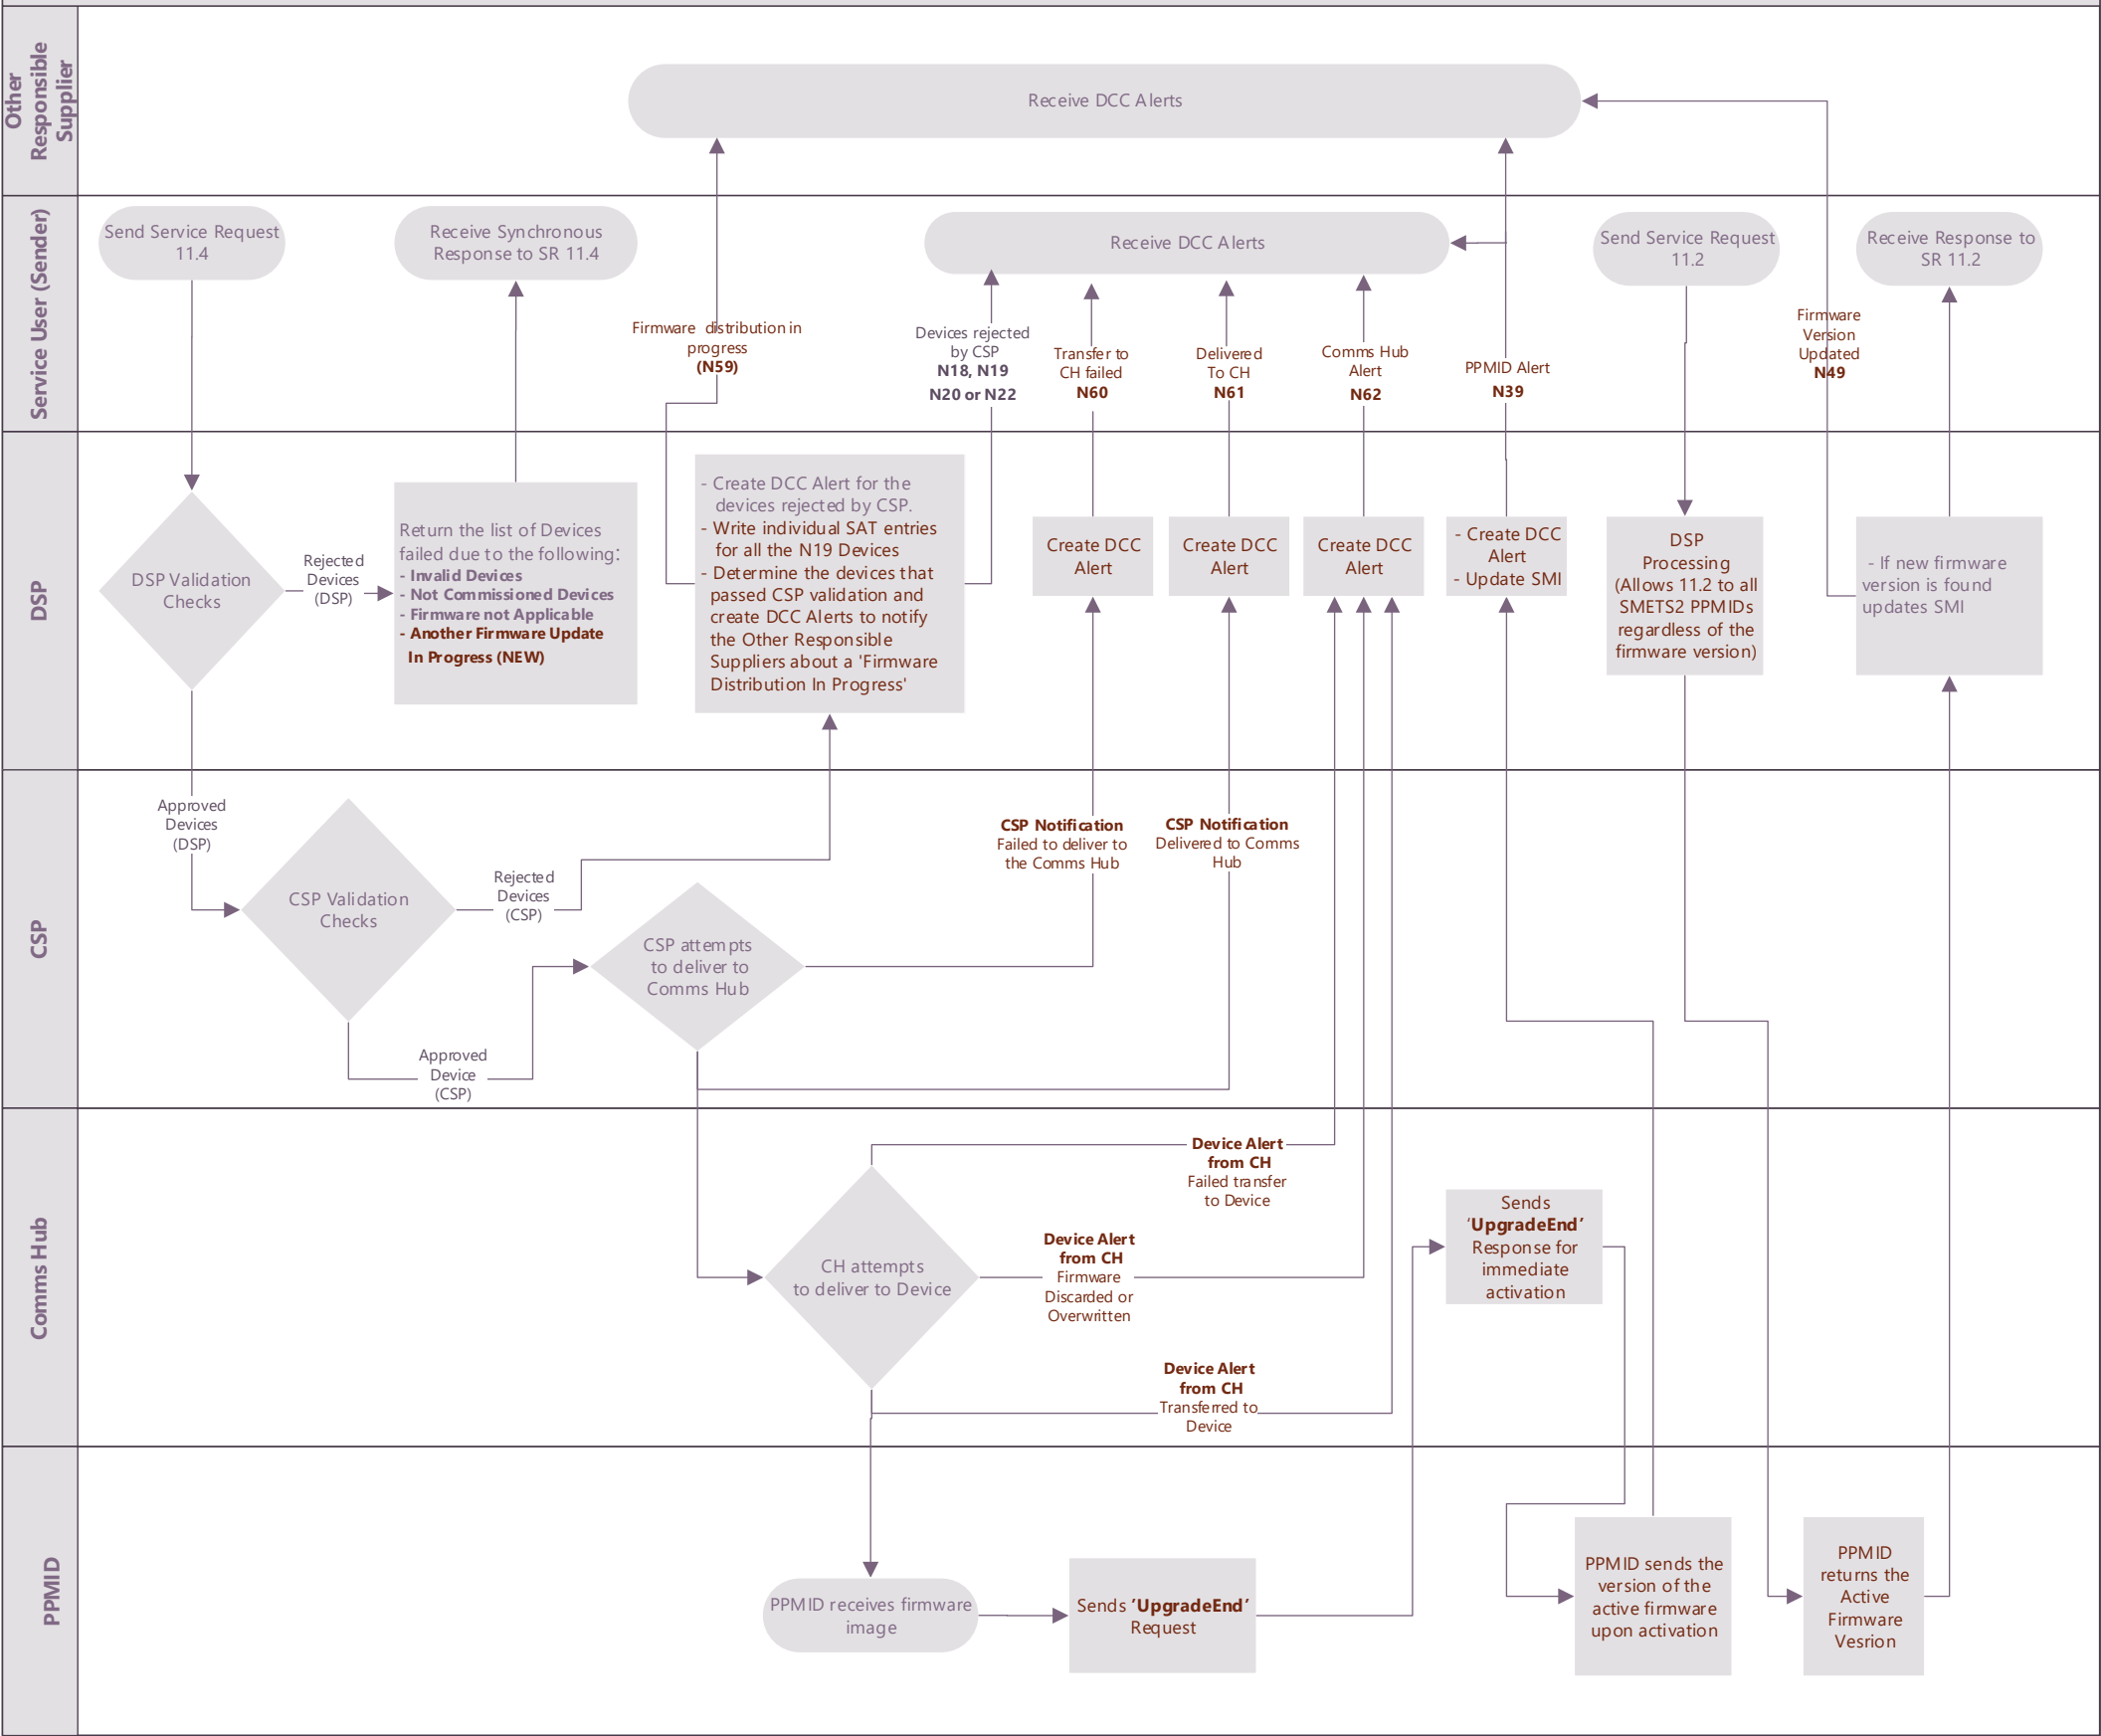 Other
Responsible
Supplier
Receive DCC Alerts
Service User (Sender)
Send Service Request
11.4
Receive Synchronous
Response to SR 11.4
Receive DCC Alerts
Send Service Request
11.2
Receive Response to
SR 11.2
Firmware distribution in
progress
(N59)
Devices rejected
by CSP
N18, N19
N20 or N22
Transfer to
CH failed
N60
Delivered
To CH
N61
Comms Hub
Alert
N62
PPMID Alert
N39
Firmware
Version
Updated
N49
DSP
DSP Validation
Checks
Rejected
Devices
(DSP)
Return the list of Devices
failed due to the following:
- Invalid Devices
- Not Commissioned Devices
- Firmware not Applicable
- Another Firmware Update
In Progress (NEW)
- Create DCC Alert for the
devices rejected by CSP.
- Write individual SAT entries
for all the N19 Devices
- Determine the devices that
passed CSP validation and
create DCC Alerts to notify
the Other Responsible
Suppliers about a 'Firmware
Distribution In Progress'
Create DCC
Alert
Create DCC
Alert
Create DCC
Alert
- Create DCC
Alert
- Update SMI
DSP
Processing
(Allows 11.2 to all
SMETS2 PPMIDs
regardless of the
firmware version)
- If new firmware
version is found
updates SMI
CSP
Approved
Devices
(DSP)
CSP Validation
Checks
Rejected
Devices
(CSP)
Approved
Device
(CSP)
CSP attempts
to deliver to
Comms Hub
CSP Notification
Failed to deliver to
the Comms Hub
CSP Notification
Delivered to Comms
Hub
Comms Hub
CH attempts
to deliver to Device
Device Alert
from CH
Failed transfer
to Device
Device Alert
from CH
Firmware
Discarded or
Overwritten
Device Alert
from CH
Transferred to
Device
Sends
‘UpgradeEnd’
Response for
immediate
activation
PPMID
PPMID receives firmware
image
Sends ’UpgradeEnd’
Request
PPMID sends the
version of the
active firmware
upon activation
PPMID
returns the
Active
Firmware
Vesrion